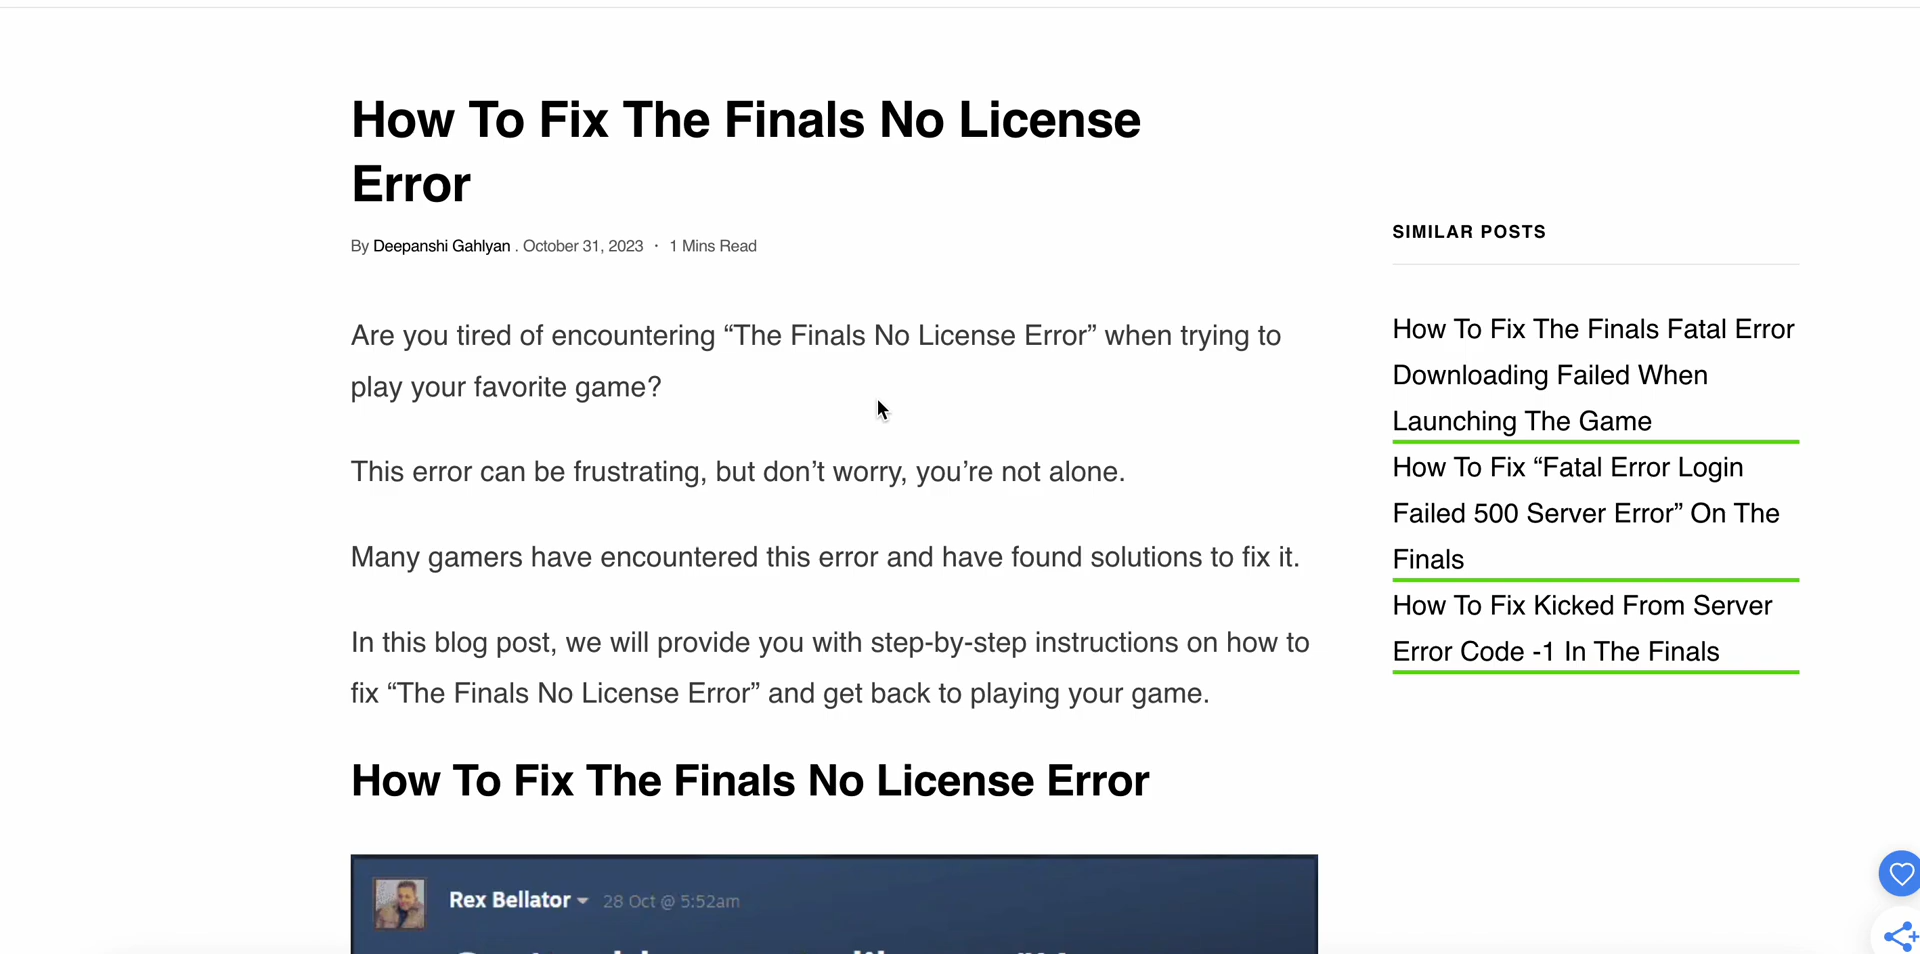 How To Fix The Finals No License
Error
By Deepanshi Gahlyan . October 31, 2023 · 1 Mins Read
Are you tired of encountering “The Finals No License Error” when trying to
play your favorite game?
This error can be frustrating, but don’t worry, you’re not alone.
Many gamers have encountered this error and have found solutions to fix it.
In this blog post, we will provide you with step-by-step instructions on how to
fix “The Finals No License Error” and get back to playing your game.
How To Fix The Finals No License Error
Rex Bellator 28 Oct @ 5:52am
SIMILAR POSTS
How To Fix The Finals Fatal Error
Downloading Failed When
Launching The Game
How To Fix “Fatal Error Login
Failed 500 Server Error” On The
Finals
How To Fix Kicked From Server
Error Code -1 In The Finals